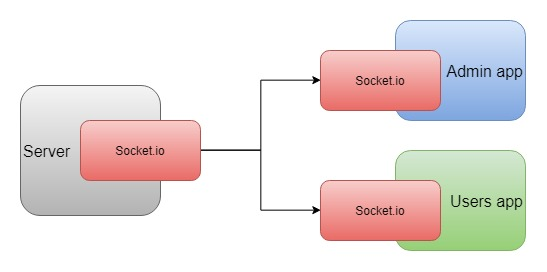 Socket.io
Admin app
Server
Socket.io
Socket.io
Users app